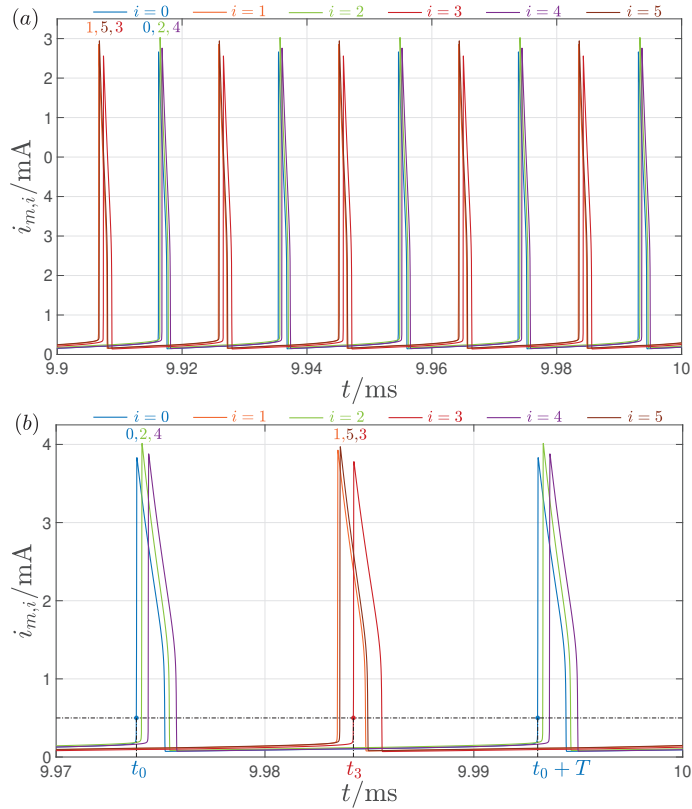 (a) i = 0 i = 1 i = 2 i = 3 i = 4 i = 5
1,5,3 0,2,4
3
2
1
0
4
3
2
1
0
i_{m,i}/mA
9.9 9.92 9.94 9.96 9.98 10
t/ms
(b) i = 0 i = 1 i = 2 i = 3 i = 4 i = 5
0,2,4 1,5,3
4
3
2
1
0
i_{m,i}/mA
9.97 t_0 9.98 t_3 9.99 t_0 + T 10
t/ms